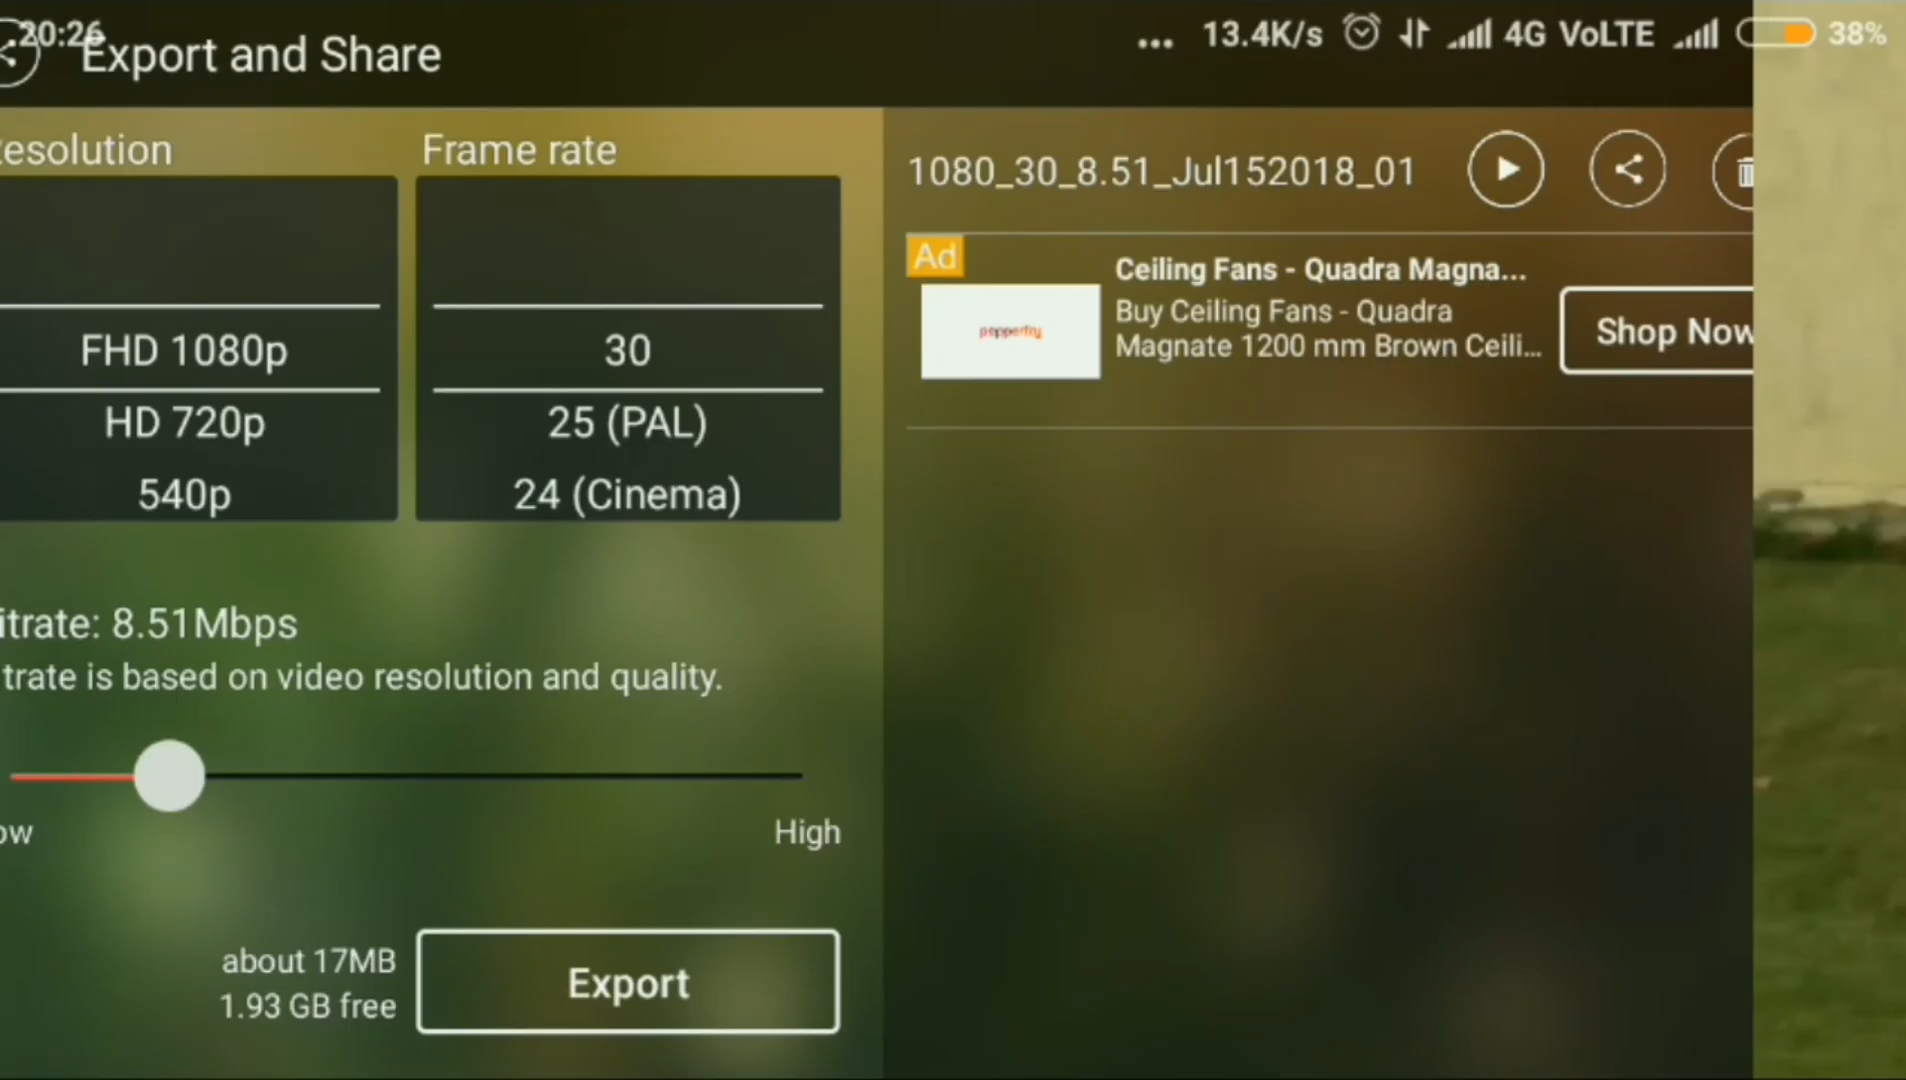 20:26
Export and Share
... 13.4K/s 4G VoLTE 38%
esolution
Frame rate
FHD 1080p
HD 720p
540p
30
25 (PAL)
24 (Cinema)
itrate: 8.51Mbps
trate is based on video resolution and quality.
ow
High
about 17MB
1.93 GB free
Export
1080_30_8.51_Jul152018_01
Ad
pepperfry
Ceiling Fans - Quadra Magna...
Buy Ceiling Fans - Quadra
Magnate 1200 mm Brown Ceili...
Shop Now